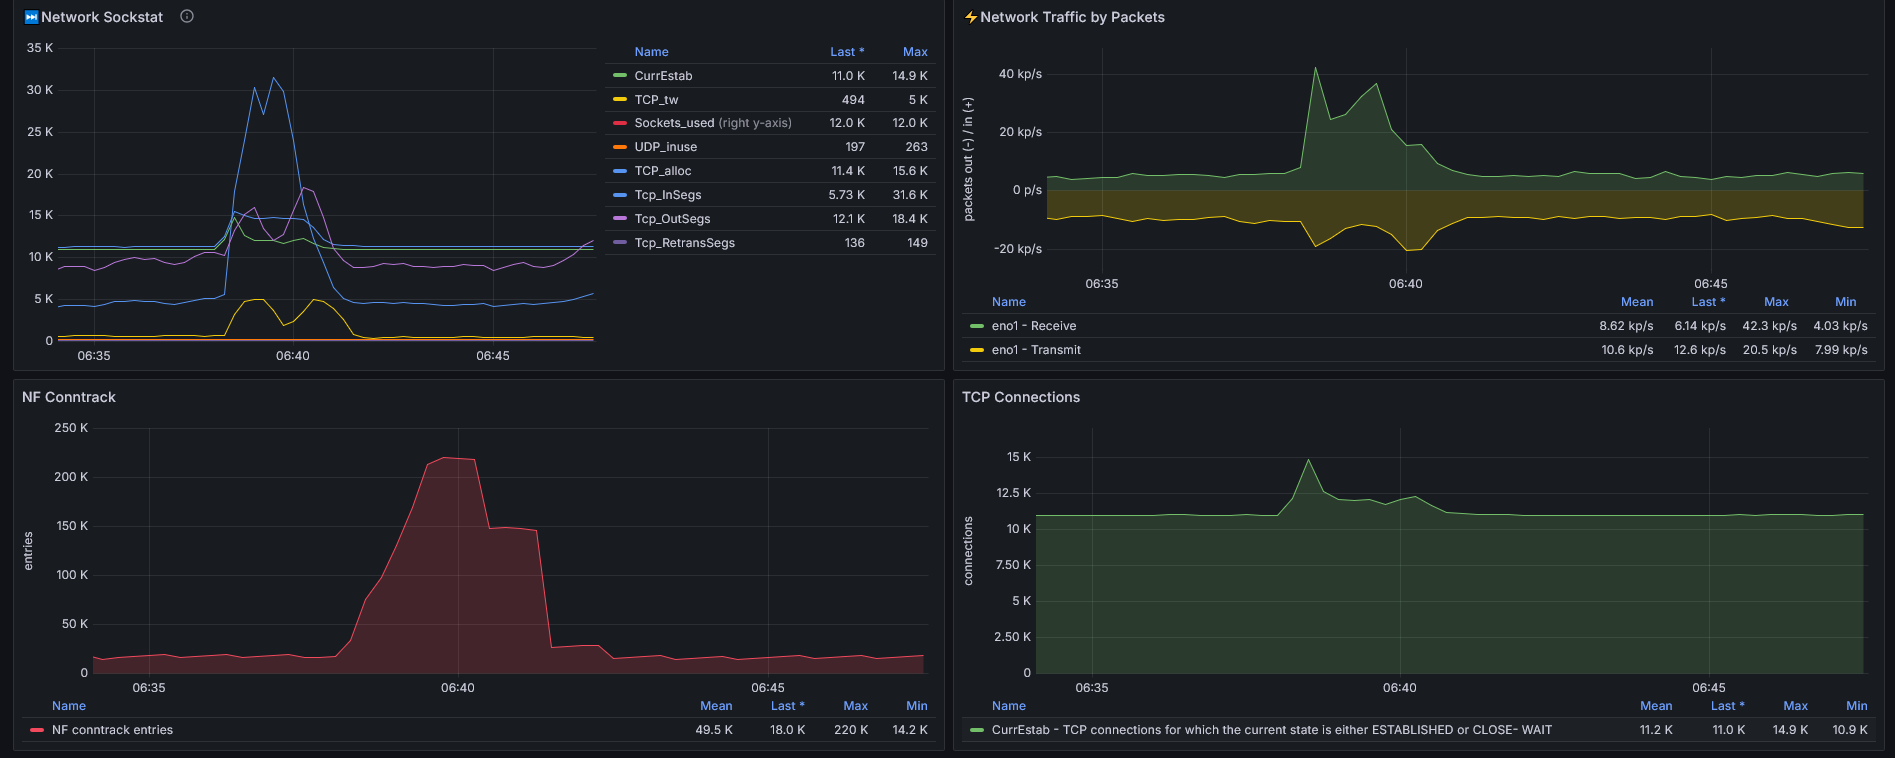 Network Sockstat
35 K
30 K
25 K
20 K
15 K
10 K
5 K
0
06:35 06:40 06:45
Name Last * Max
CurrEstab 11.0 K 14.9 K
TCP_tw 494 5 K
Sockets_used (right y-axis) 12.0 K 12.0 K
UDP_inuse 197 263
TCP_alloc 11.4 K 15.6 K
Tcp_InSegs 5.73 K 31.6 K
Tcp_OutSegs 12.1 K 18.4 K
Tcp_RetransSegs 136 149
Network Traffic by Packets
packets out (-) / in (+)
40 kp/s
20 kp/s
0 p/s
-20 kp/s
06:35 06:40 06:45
Name Mean Last * Max Min
eno1 - Receive 8.62 kp/s 6.14 kp/s 42.3 kp/s 4.03 kp/s
eno1 - Transmit 10.6 kp/s 12.6 kp/s 20.5 kp/s 7.99 kp/s
NF Conntrack
entries
250 K
200 K
150 K
100 K
50 K
0
06:35 06:40 06:45
Name Mean Last * Max Min
NF conntrack entries 49.5 K 18.0 K 220 K 14.2 K
TCP Connections
connections
15 K
12.5 K
10 K
7.50 K
5 K
2.50 K
0
06:35 06:40 06:45
Name Mean Last * Max Min
CurrEstab - TCP connections for which the current state is either ESTABLISHED or CLOSE- WAIT 11.2 K 11.0 K 14.9 K 10.9 K